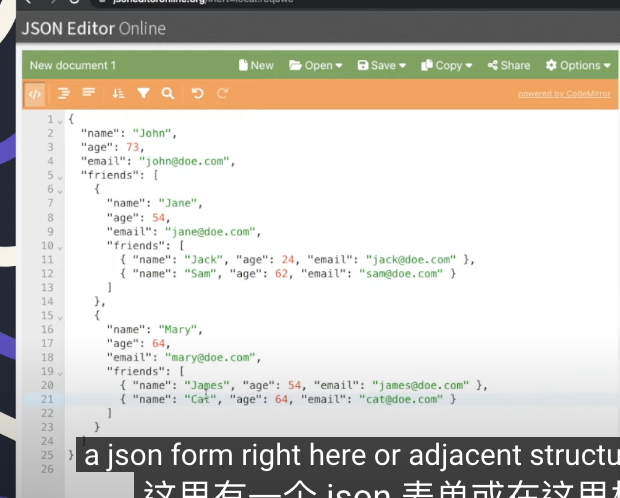 JSON Editor Online
New document 1
New Open Save Copy Share Options
powered by CodeMirror
1 {
2 "name": "John",
3 "age": 73,
4 "email": "john@doe.com",
5 "friends": [
6 {
7 "name": "Jane",
8 "age": 54,
9 "email": "jane@doe.com",
10 "friends": [
11 { "name": "Jack", "age": 24, "email": "jack@doe.com" },
12 { "name": "Sam", "age": 62, "email": "sam@doe.com" }
13 ]
14 },
15 {
16 "name": "Mary",
17 "age": 64,
18 "email": "mary@doe.com",
19 "friends": [
20 { "name": "James", "age": 54, "email": "james@doe.com" },
21 { "name": "Cat", "age": 64, "email": "cat@doe.com" }
22 ]
23 }
24 ]
25 }
26
a json form right here or adjacent structu
这里有一个 json 表单或在这里